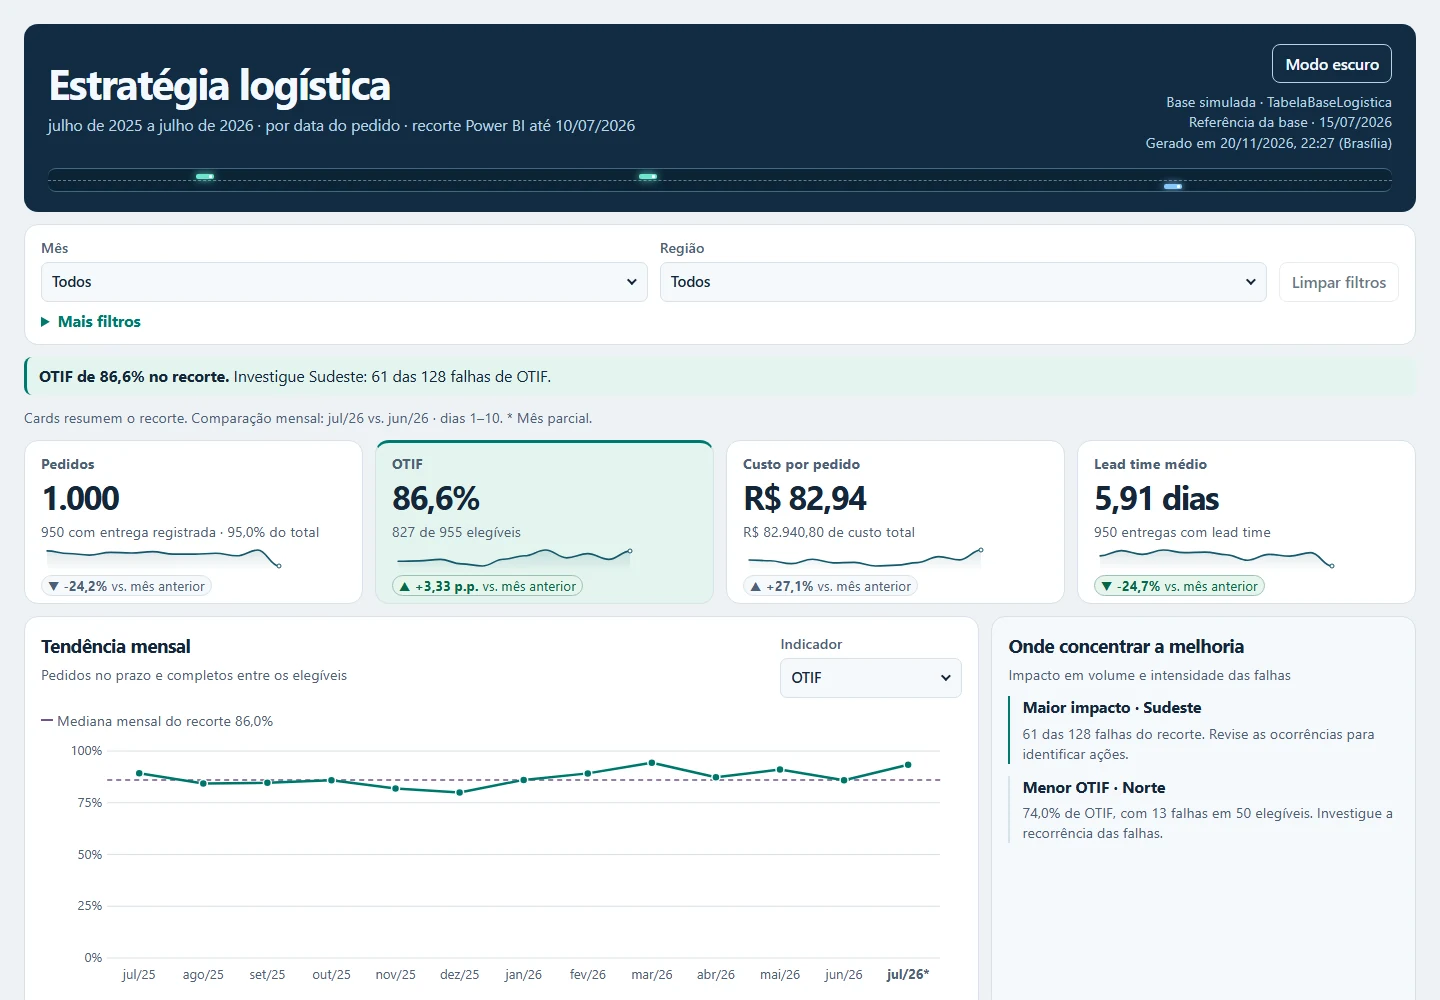 Estratégia logística
julho de 2025 a julho de 2026 · por data do pedido · recorte Power BI até 10/07/2026
Modo escuro
Base simulada · TabelaBaseLogistica
Referência da base · 15/07/2026
Gerado em 20/11/2026, 22:27 (Brasília)
Mês
Região
Todos
Todos
Limpar filtros
Mais filtros
OTIF de 86,6% no recorte. Investigue Sudeste: 61 das 128 falhas de OTIF.
Cards resumem o recorte. Comparação mensal: jul/26 vs. jun/26 · dias 1–10. * Mês parcial.
Pedidos
1.000
950 com entrega registrada · 95,0% do total
▼ -24,2% vs. mês anterior
OTIF
86,6%
827 de 955 elegíveis
▲ +3,33 p.p. vs. mês anterior
Custo por pedido
R$ 82,94
R$ 82.940,80 de custo total
▲ +27,1% vs. mês anterior
Lead time médio
5,91 dias
950 entregas com lead time
▼ -24,7% vs. mês anterior
Tendência mensal
Pedidos no prazo e completos entre os elegíveis
Indicador
OTIF
Mediana mensal do recorte 86,0%
100%
75%
50%
25%
0%
jul/25 ago/25 set/25 out/25 nov/25 dez/25 jan/26 fev/26 mar/26 abr/26 mai/26 jun/26 jul/26*
Onde concentrar a melhoria
Impacto em volume e intensidade das falhas
Maior impacto · Sudeste
61 das 128 falhas do recorte. Revise as ocorrências para
identificar ações.
Menor OTIF · Norte
74,0% de OTIF, com 13 falhas em 50 elegíveis. Investigue a
recorrência das falhas.